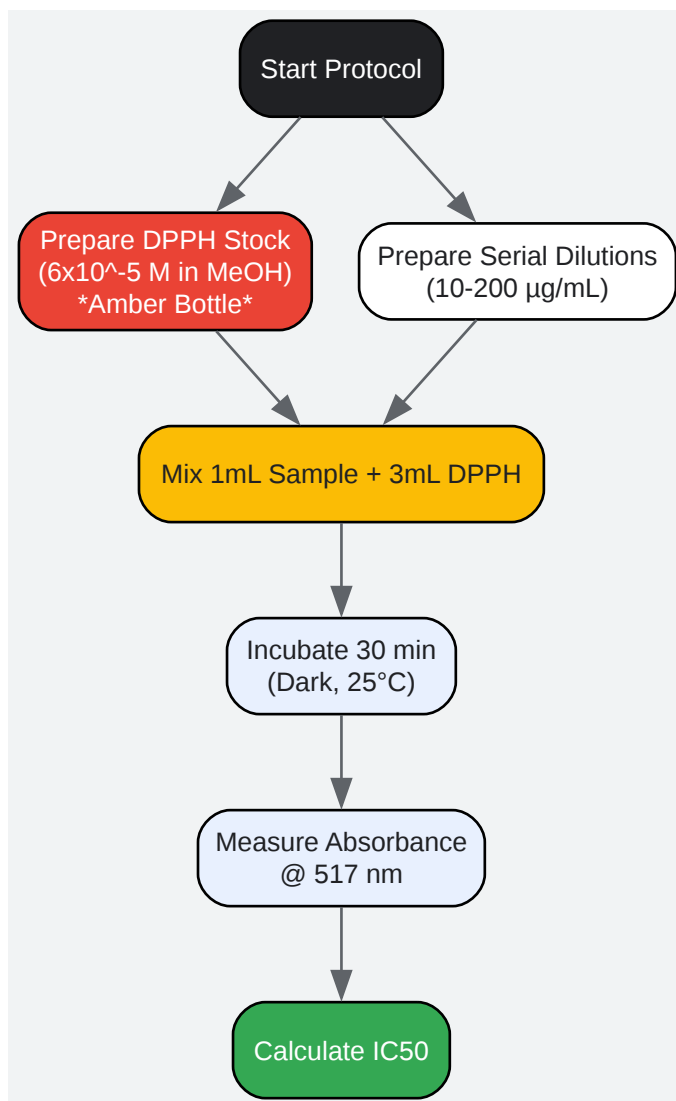 Start Protocol
Prepare DPPH Stock
(6x10^-5 M in MeOH)
*Amber Bottle*
Prepare Serial Dilutions
(10-200 µg/mL)
Mix 1mL Sample + 3mL DPPH
Incubate 30 min
(Dark, 25°C)
Measure Absorbance
@ 517 nm
Calculate IC50